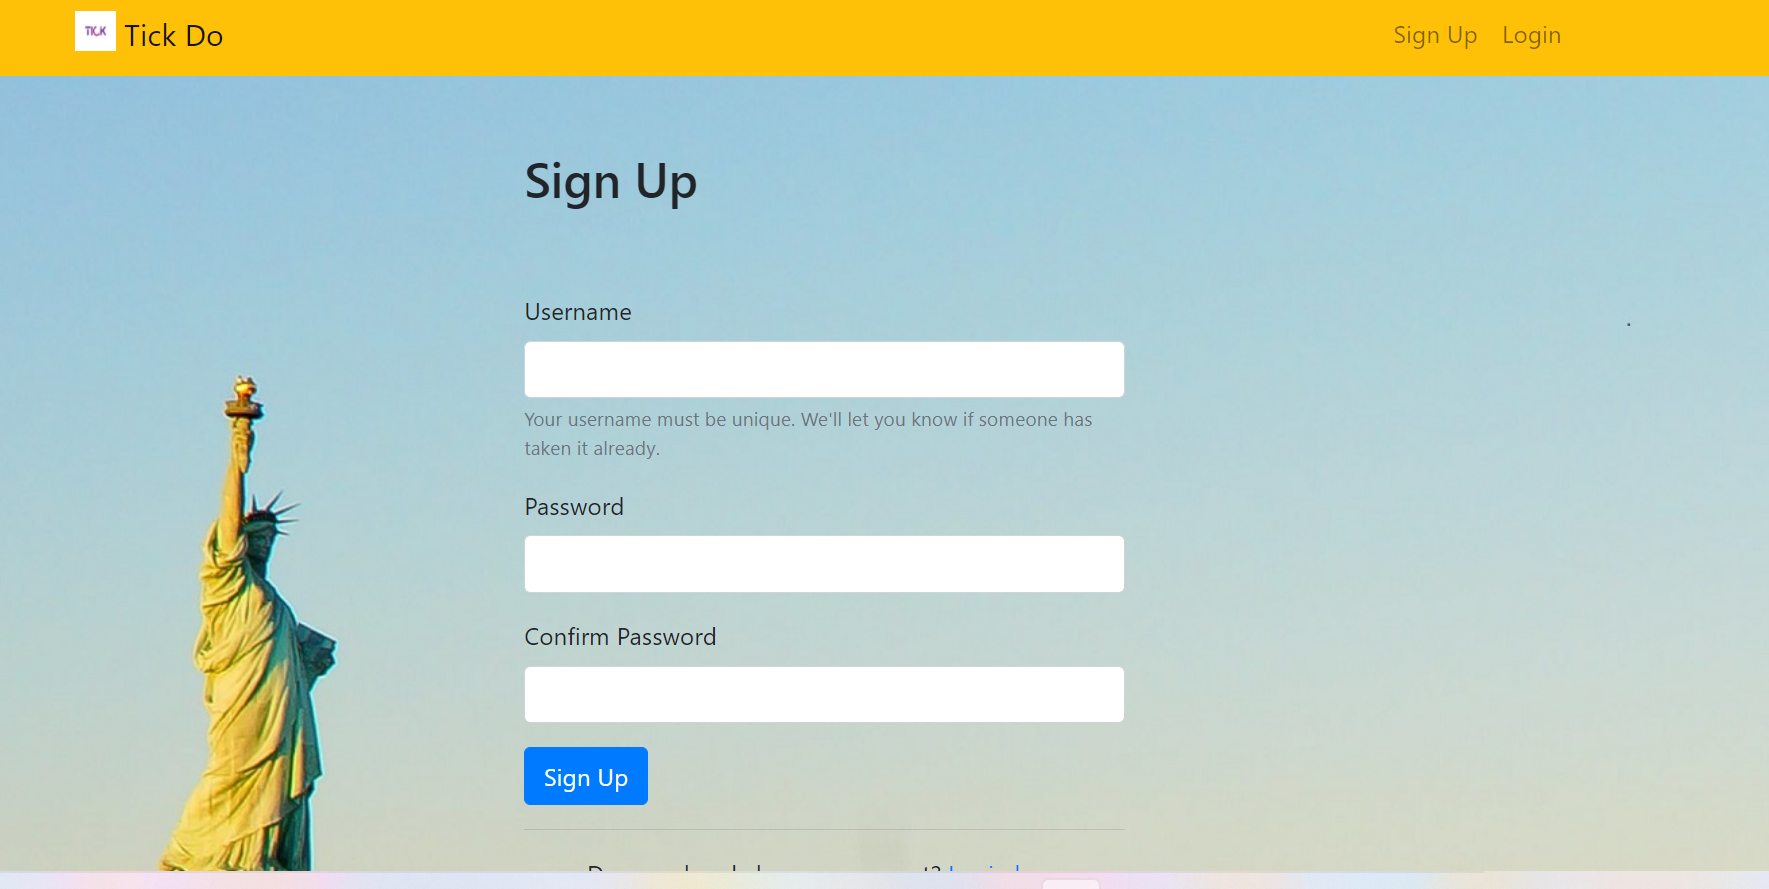 TICK
Tick Do
Sign Up
Login
Sign Up
Username
Your username must be unique. We'll let you know if someone has
taken it already.
Password
Confirm Password
Sign Up